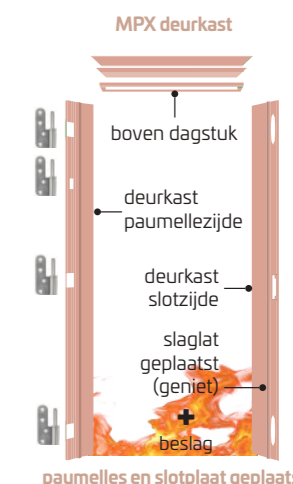 MPX deurkast
boven dagstuk
deurkast
paumellezijde
deurkast
slotzijde
slaglat
geplaatst
(geniet)
+
beslag
paumelles en slotplaat geplaats